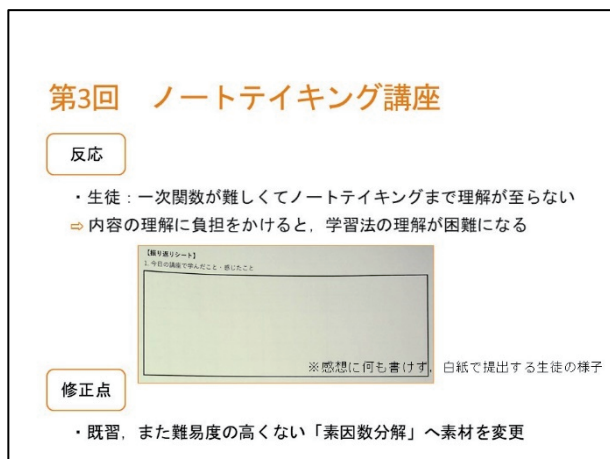 第3回　ノートテイキング講座
反応
・生徒：一次関数が難しくてノートテイキングまで理解が至らない
⇨ 内容の理解に負担をかけると，学習法の理解が困難になる
【振り返りシート】
1. 今日の講座で学んだこと・感じたこと
※感想に何も書けず，白紙で提出する生徒の様子
修正点
・既習，また難易度の高くない「素因数分解」へ素材を変更